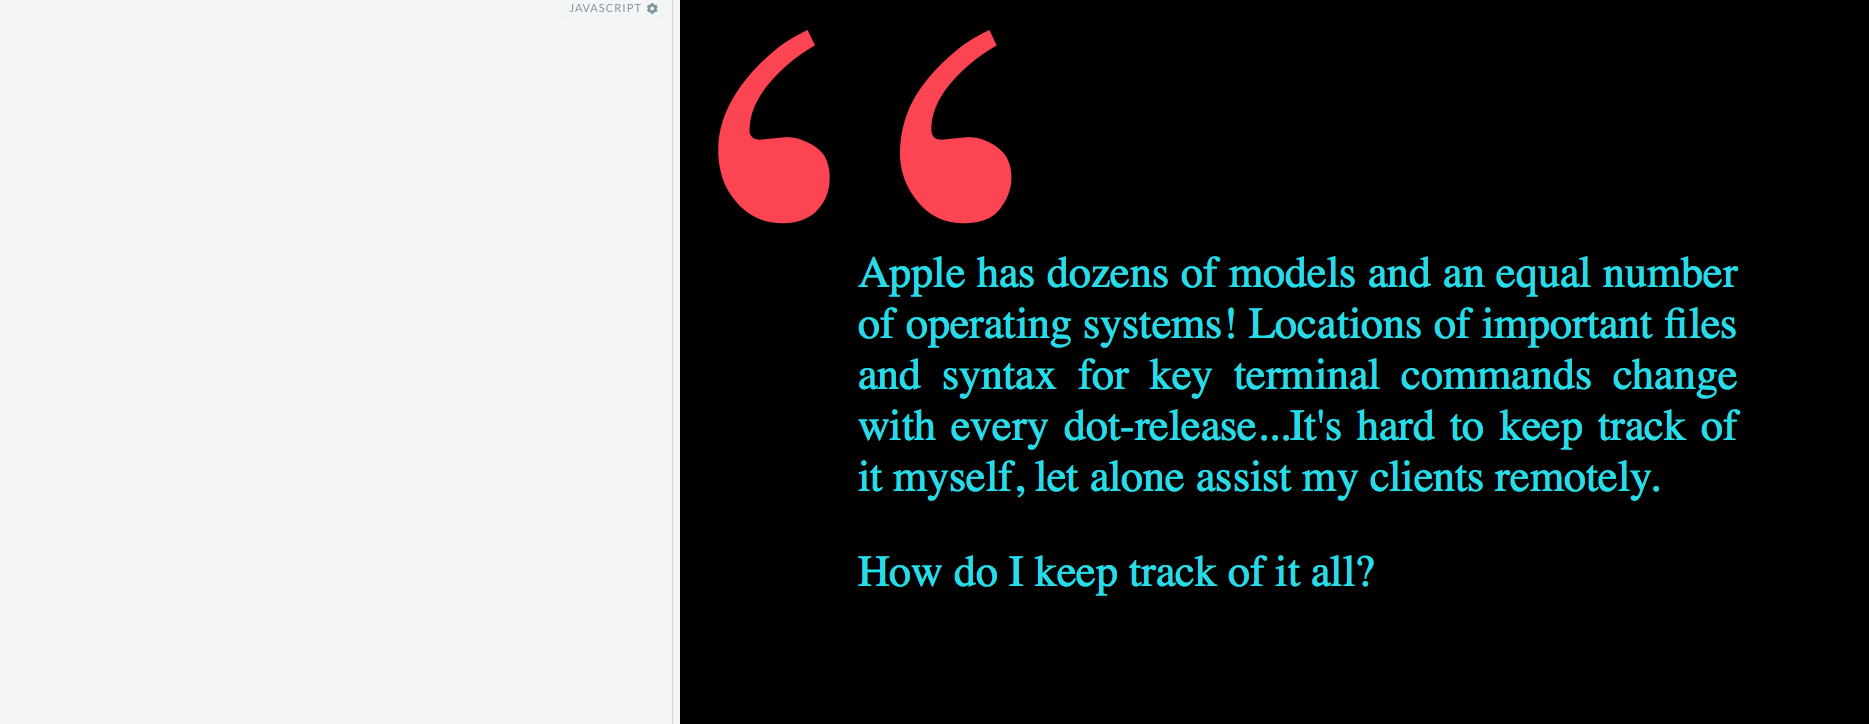 JAVASCRIPT
“
Apple has dozens of models and an equal number
of operating systems! Locations of important files
and syntax for key terminal commands change
with every dot-release...It's hard to keep track of
it myself, let alone assist my clients remotely.
How do I keep track of it all?